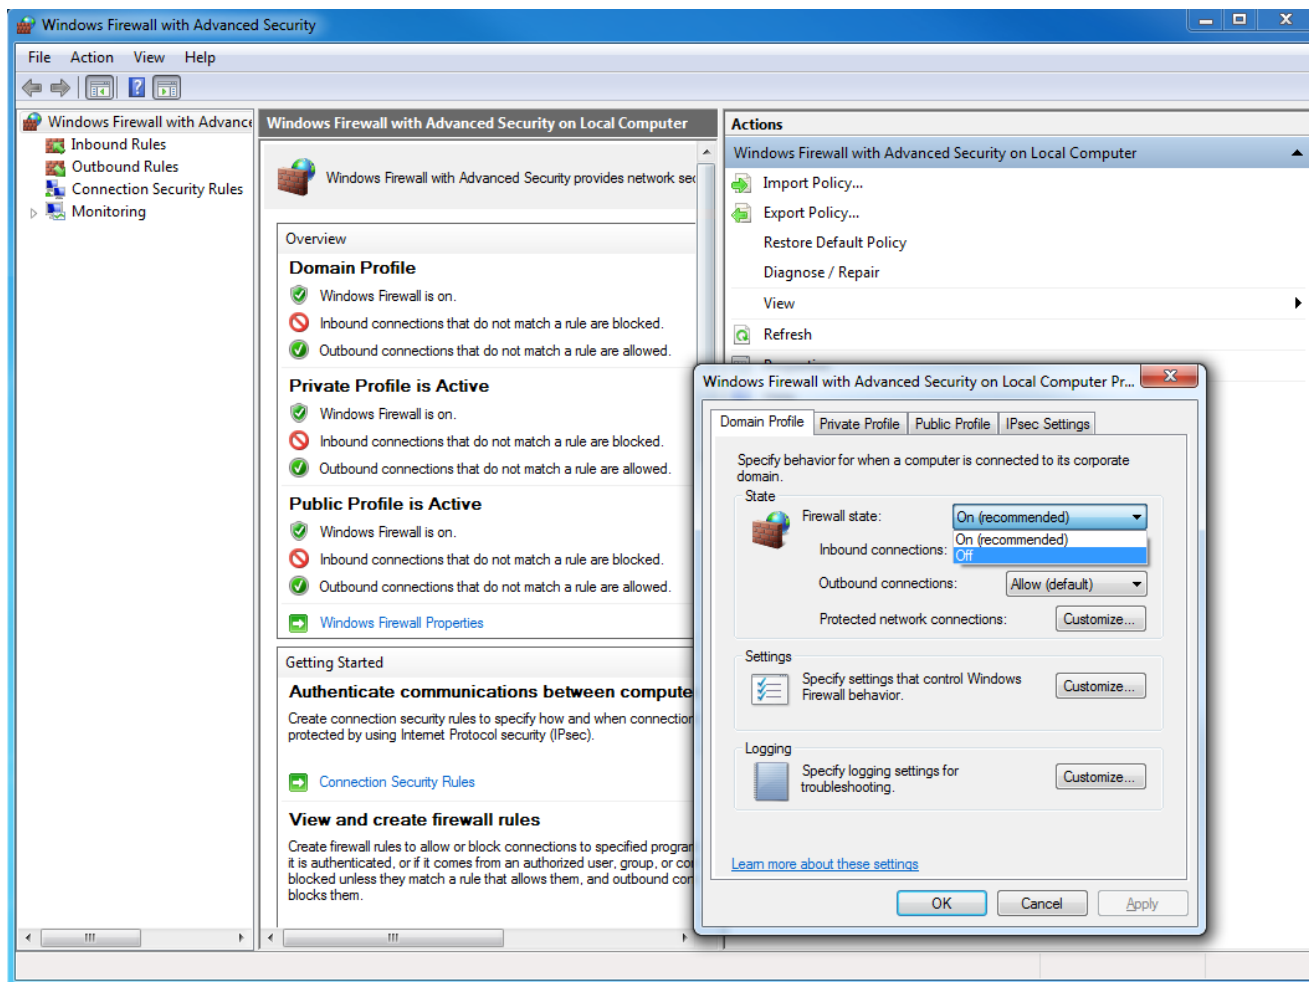 Windows Firewall with Advanced Security
File Action View Help
Windows Firewall with Advance
Inbound Rules
Outbound Rules
Connection Security Rules
Monitoring
Windows Firewall with Advanced Security on Local Computer
Windows Firewall with Advanced Security provides network sec
Overview
Domain Profile
Windows Firewall is on.
Inbound connections that do not match a rule are blocked.
Outbound connections that do not match a rule are allowed.
Private Profile is Active
Windows Firewall is on.
Inbound connections that do not match a rule are blocked.
Outbound connections that do not match a rule are allowed.
Public Profile is Active
Windows Firewall is on.
Inbound connections that do not match a rule are blocked.
Outbound connections that do not match a rule are allowed.
Windows Firewall Properties
Getting Started
Authenticate communications between compute
Create connection security rules to specify how and when connection
protected by using Internet Protocol security (IPsec).
Connection Security Rules
View and create firewall rules
Create firewall rules to allow or block connections to specified progran
it is authenticated, or if it comes from an authorized user, group, or con
blocked unless they match a rule that allows them, and outbound con
blocks them.
Actions
Windows Firewall with Advanced Security on Local Computer
Import Policy...
Export Policy...
Restore Default Policy
Diagnose / Repair
View
Refresh
Windows Firewall with Advanced Security on Local Computer Pr...
Domain Profile Private Profile Public Profile IPsec Settings
Specify behavior for when a computer is connected to its corporate
domain.
State
Firewall state: On (recommended)
On (recommended)
Off
Inbound connections:
Outbound connections: Allow (default)
Protected network connections: Customize...
Settings
Specify settings that control Windows
Firewall behavior.
Customize...
Logging
Specify logging settings for
troubleshooting.
Customize...
Learn more about these settings
OK Cancel Apply